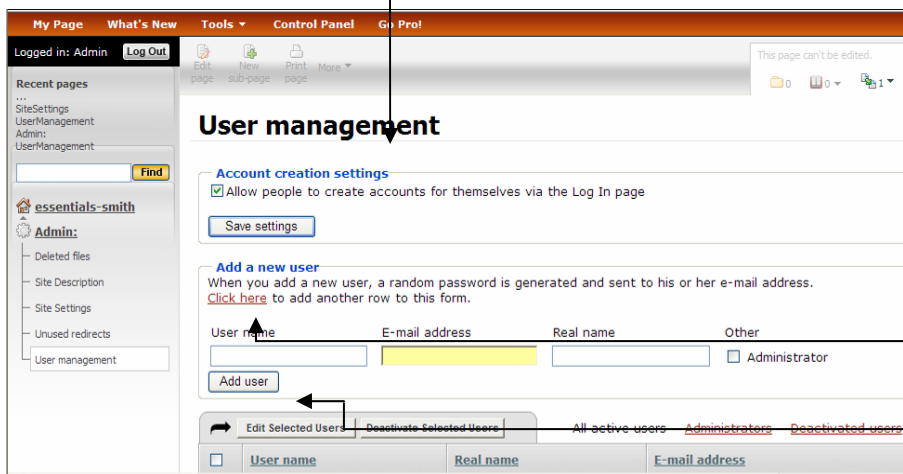 My Page What's New Tools Control Panel Go Pro!
Logged in: Admin Log Out
Edit page
New sub-page
Print page
More
This page can't be edited.
0 0 1
Recent pages
...
SiteSettings
UserManagement
Admin:
UserManagement
Find
essentials-smith
Admin:
Deleted files
Site Description
Site Settings
Unused redirects
User management
User management
Account creation settings
Allow people to create accounts for themselves via the Log In page
Save settings
Add a new user
When you add a new user, a random password is generated and sent to his or her e-mail address.
Click here to add another row to this form.
User name E-mail address Real name Other
Administrator
Add user
Edit Selected Users Deactivate Selected Users All active users Administrators Deactivated users
User name Real name E-mail address